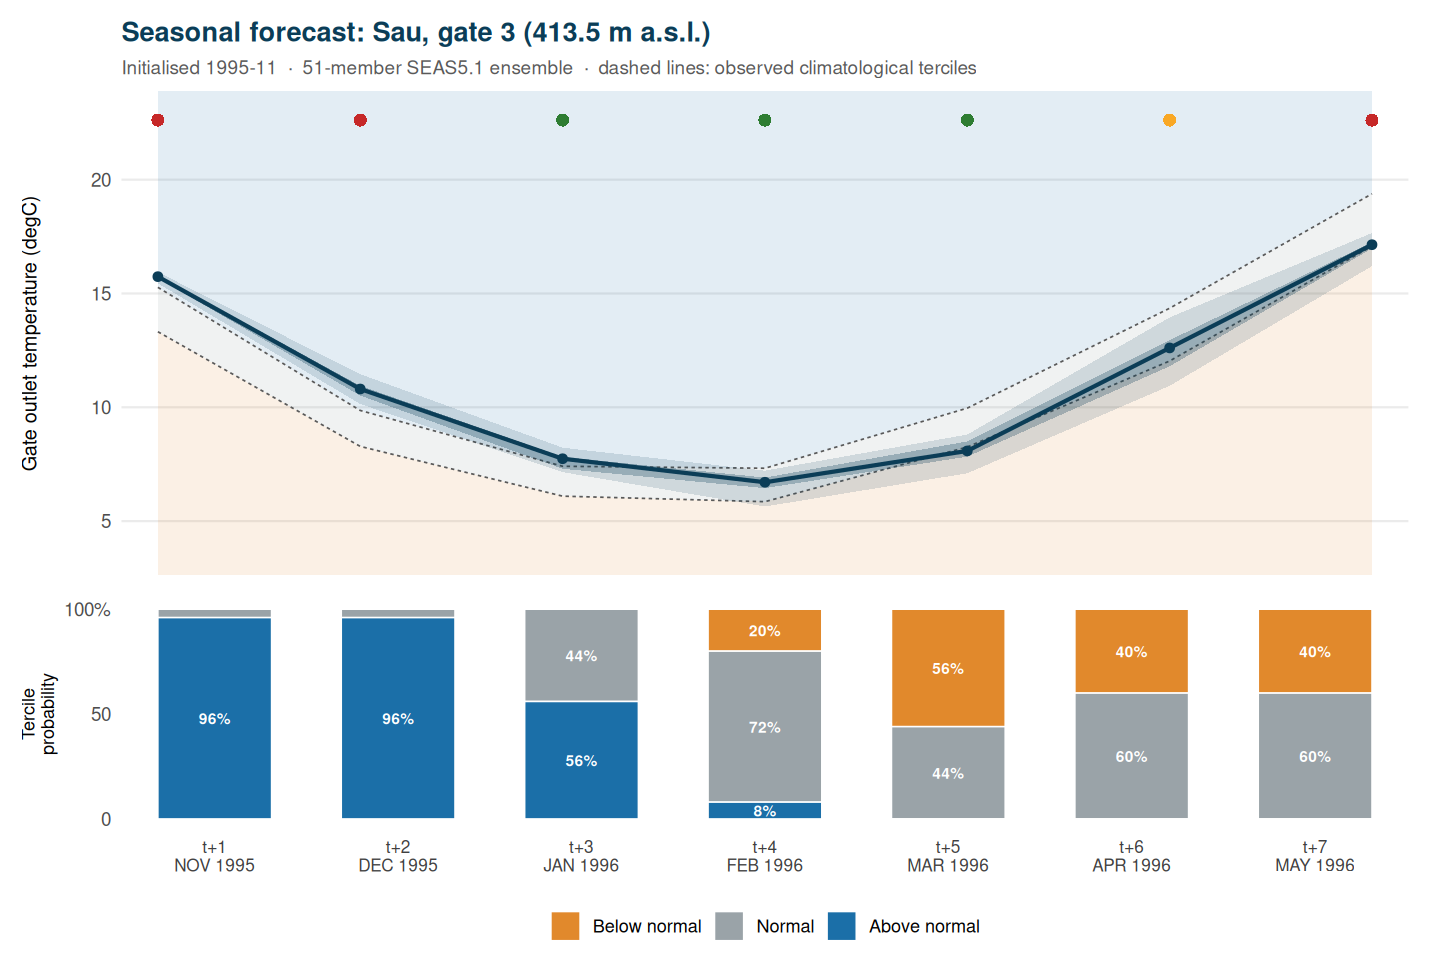 Seasonal forecast: Sau, gate 3 (413.5 m a.s.l.)
Initialised 1995-11 · 51-member SEAS5.1 ensemble · dashed lines: observed climatological terciles
Gate outlet temperature (degC)
20
15
10
5
Tercile
probability
100%
50
0
96%
96%
44%
56%
20%
72%
8%
56%
44%
40%
60%
40%
60%
t+1
NOV 1995
t+2
DEC 1995
t+3
JAN 1996
t+4
FEB 1996
t+5
MAR 1996
t+6
APR 1996
t+7
MAY 1996
Below normal
Normal
Above normal